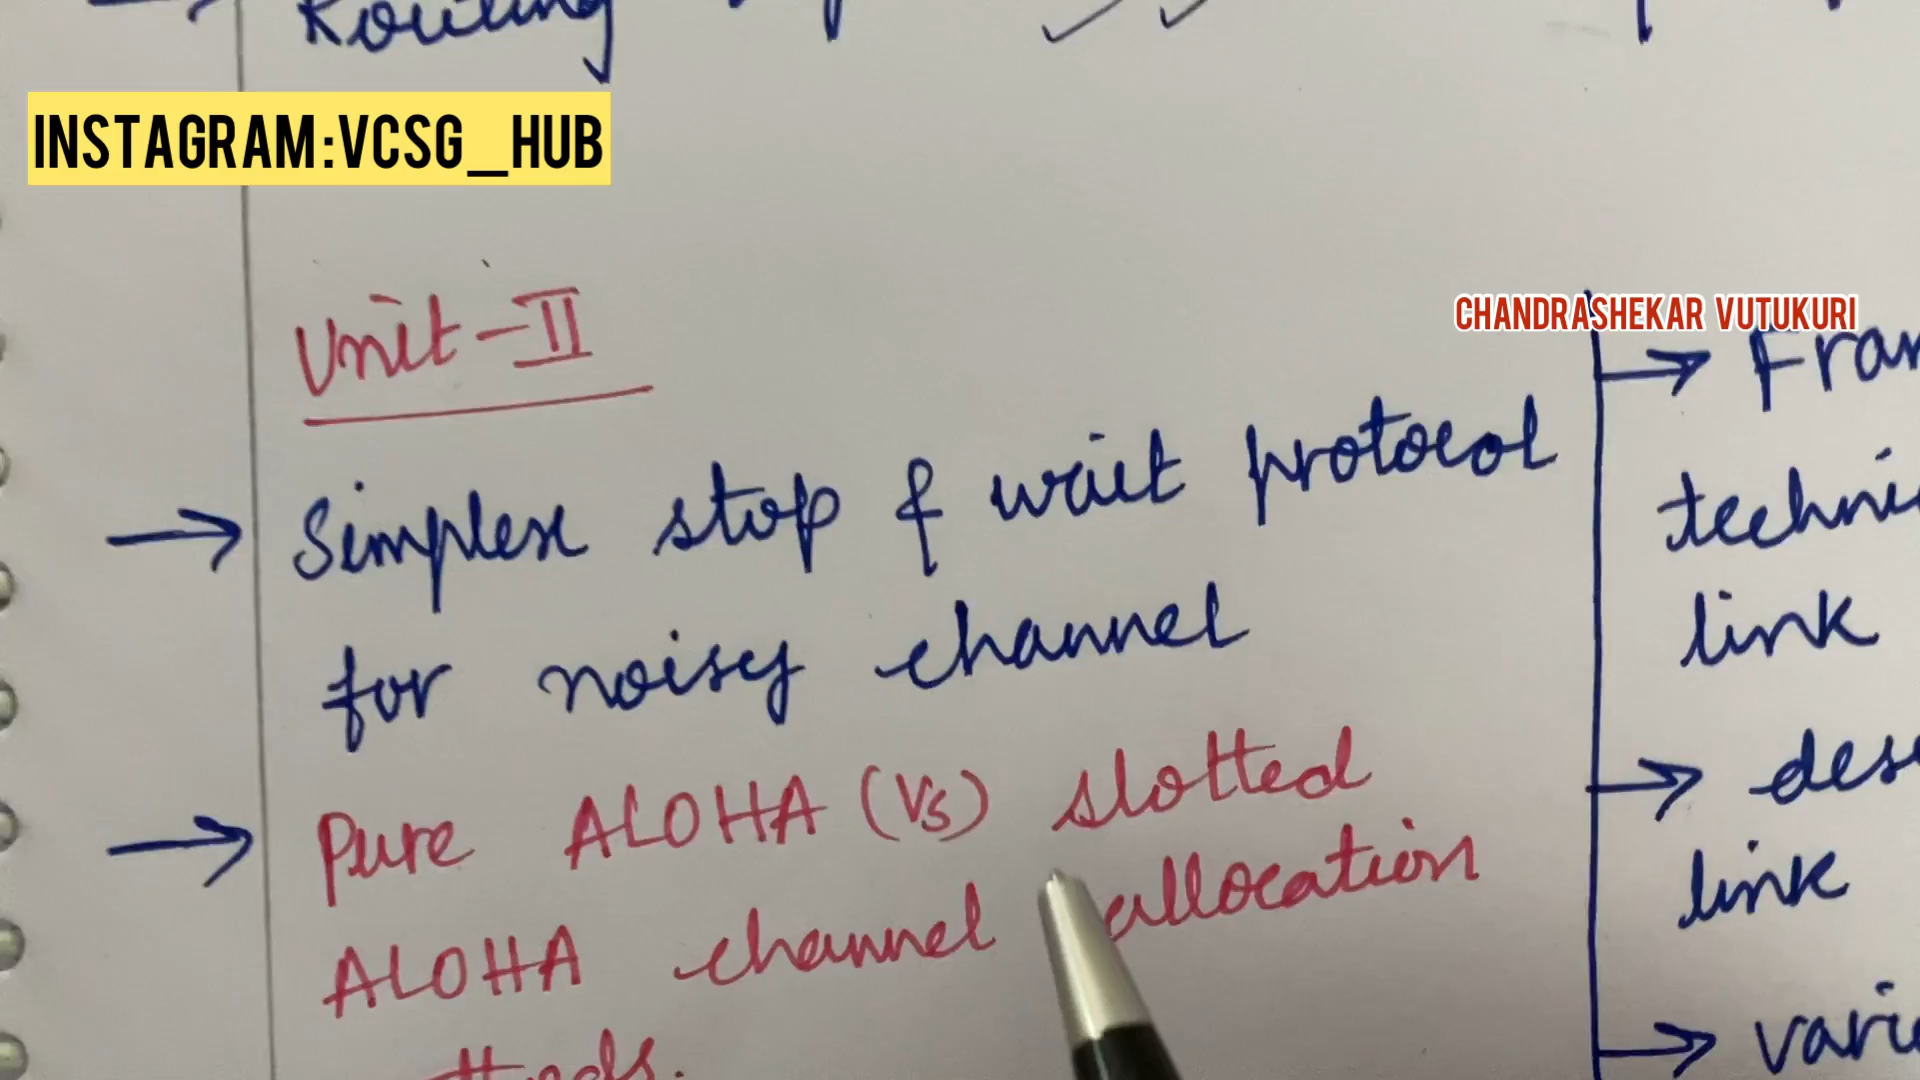 Routing
INSTAGRAM:VCSG_HUB
Unit-II
CHANDRASHEKAR VUTUKURI
→ Simplex stop & wait protocol
for noisy channel
→ Pure ALOHA (Vs) slotted
ALOHA channel allocation
→
link
→
link
→